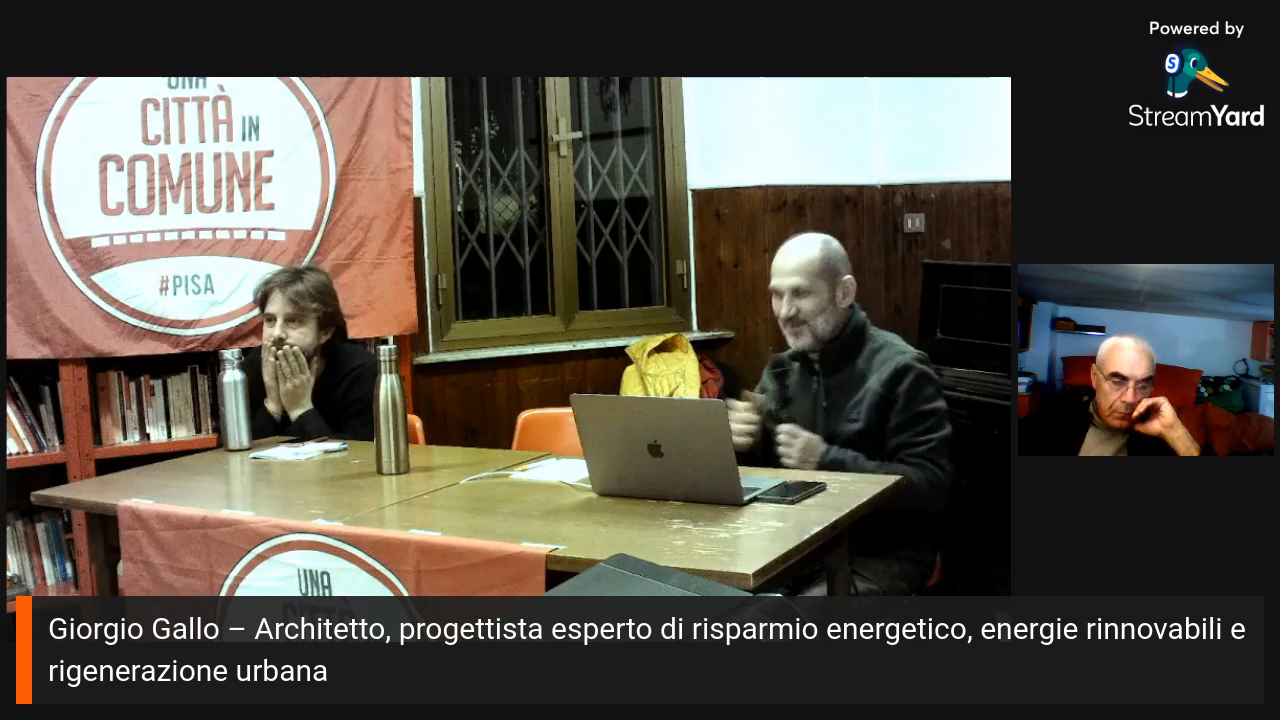 Powered by
S
StreamYard
UNA
CITTÀ IN
COMUNE
#PISA
UNA
CITTÀ
Giorgio Gallo – Architetto, progettista esperto di risparmio energetico, energie rinnovabili e
rigenerazione urbana